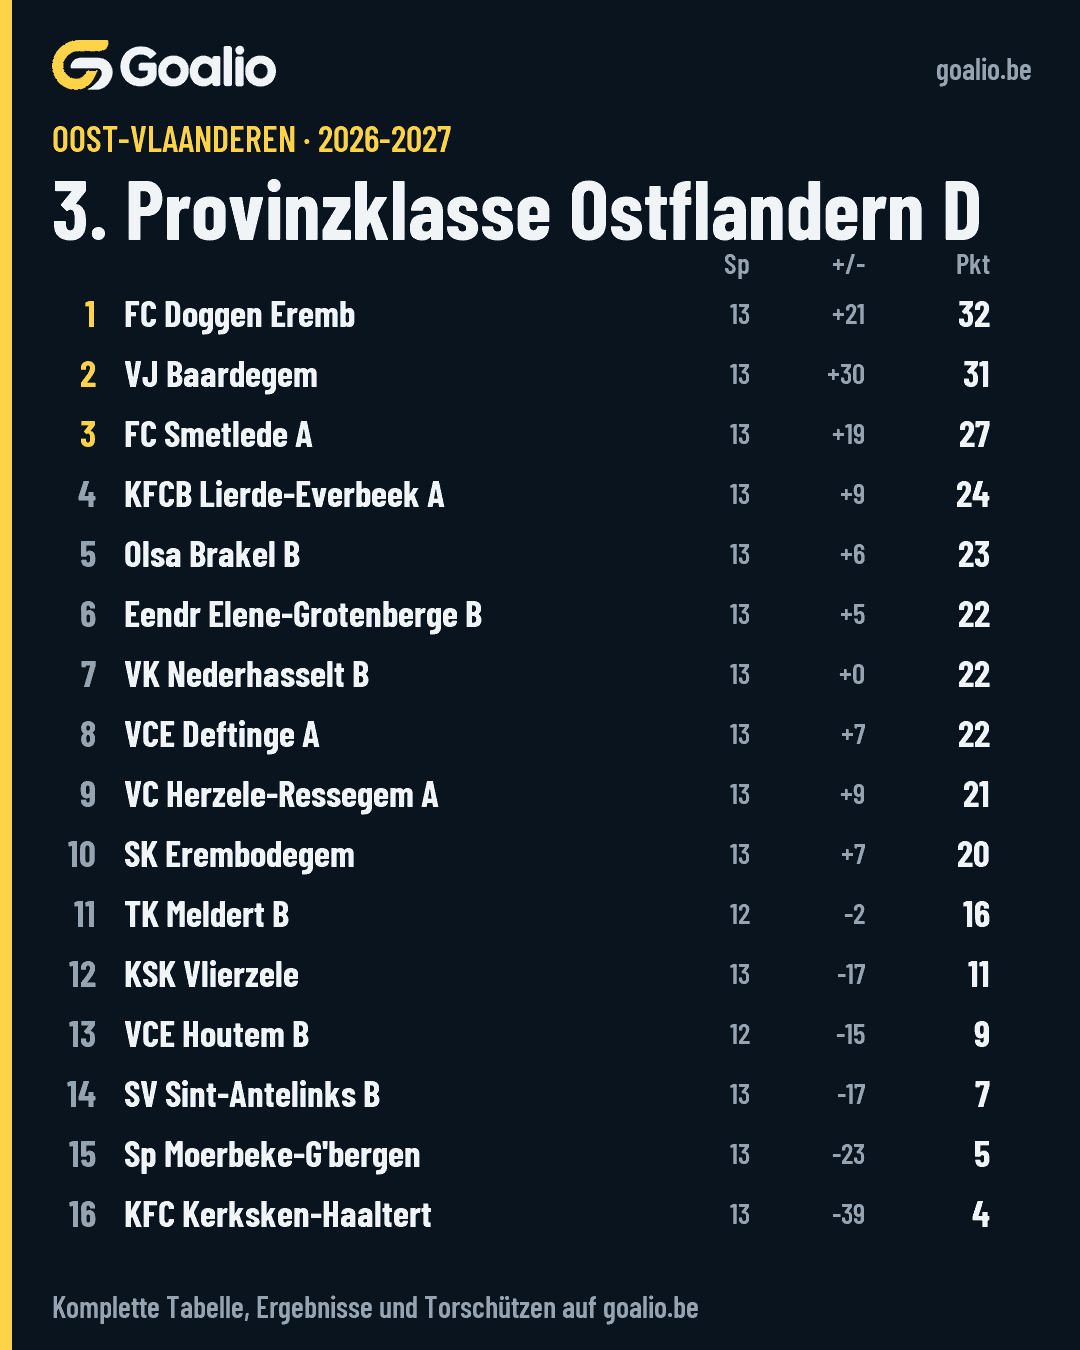 Goalio
goalio.be
OOST-VLAANDEREN · 2026-2027
3. Provinzklasse Ostflandern D
Sp +/- Pkt
1 FC Doggen Eremb 13 +21 32
2 VJ Baardegem 13 +30 31
3 FC Smetlede A 13 +19 27
4 KFCB Lierde-Everbeek A 13 +9 24
5 Olsa Brakel B 13 +6 23
6 Eendr Elene-Grotenberge B 13 +5 22
7 VK Nederhasselt B 13 +0 22
8 VCE Deftinge A 13 +7 22
9 VC Herzele-Ressegem A 13 +9 21
10 SK Erembodegem 13 +7 20
11 TK Meldert B 12 -2 16
12 KSK Vlierzele 13 -17 11
13 VCE Houtem B 12 -15 9
14 SV Sint-Antelinks B 13 -17 7
15 Sp Moerbeke-G'bergen 13 -23 5
16 KFC Kerksken-Haaltert 13 -39 4
Komplette Tabelle, Ergebnisse und Torschützen auf goalio.be